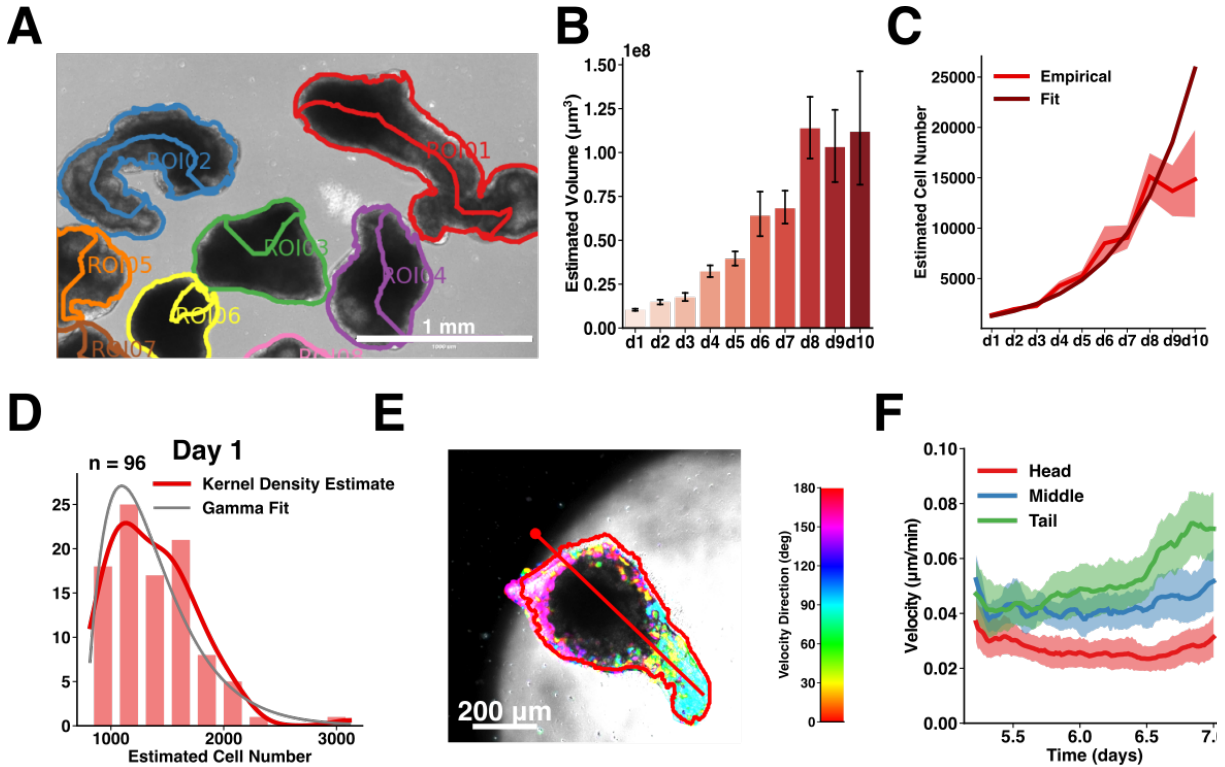 A
ROI01
ROI02
ROI03
ROI04
ROI05
ROI06
ROI07
1 mm
B
1e8
Estimated Volume (µm³)
1.50
1.25
1.00
0.75
0.50
0.25
0.00
d1 d2 d3 d4 d5 d6 d7 d8 d9 d10
C
Empirical
Fit
Estimated Cell Number
25000
20000
15000
10000
5000
d1 d2 d3 d4 d5 d6 d7 d8 d9 d10
D
Day 1
n = 96
Kernel Density Estimate
Gamma Fit
25
20
15
10
5
0
1000 2000 3000
Estimated Cell Number
E
200 µm
Velocity Direction (deg)
180
150
120
90
60
30
0
F
Head
Middle
Tail
Velocity (µm/min)
0.10
0.08
0.06
0.04
0.02
0.00
5.5 6.0 6.5 7.0
Time (days)